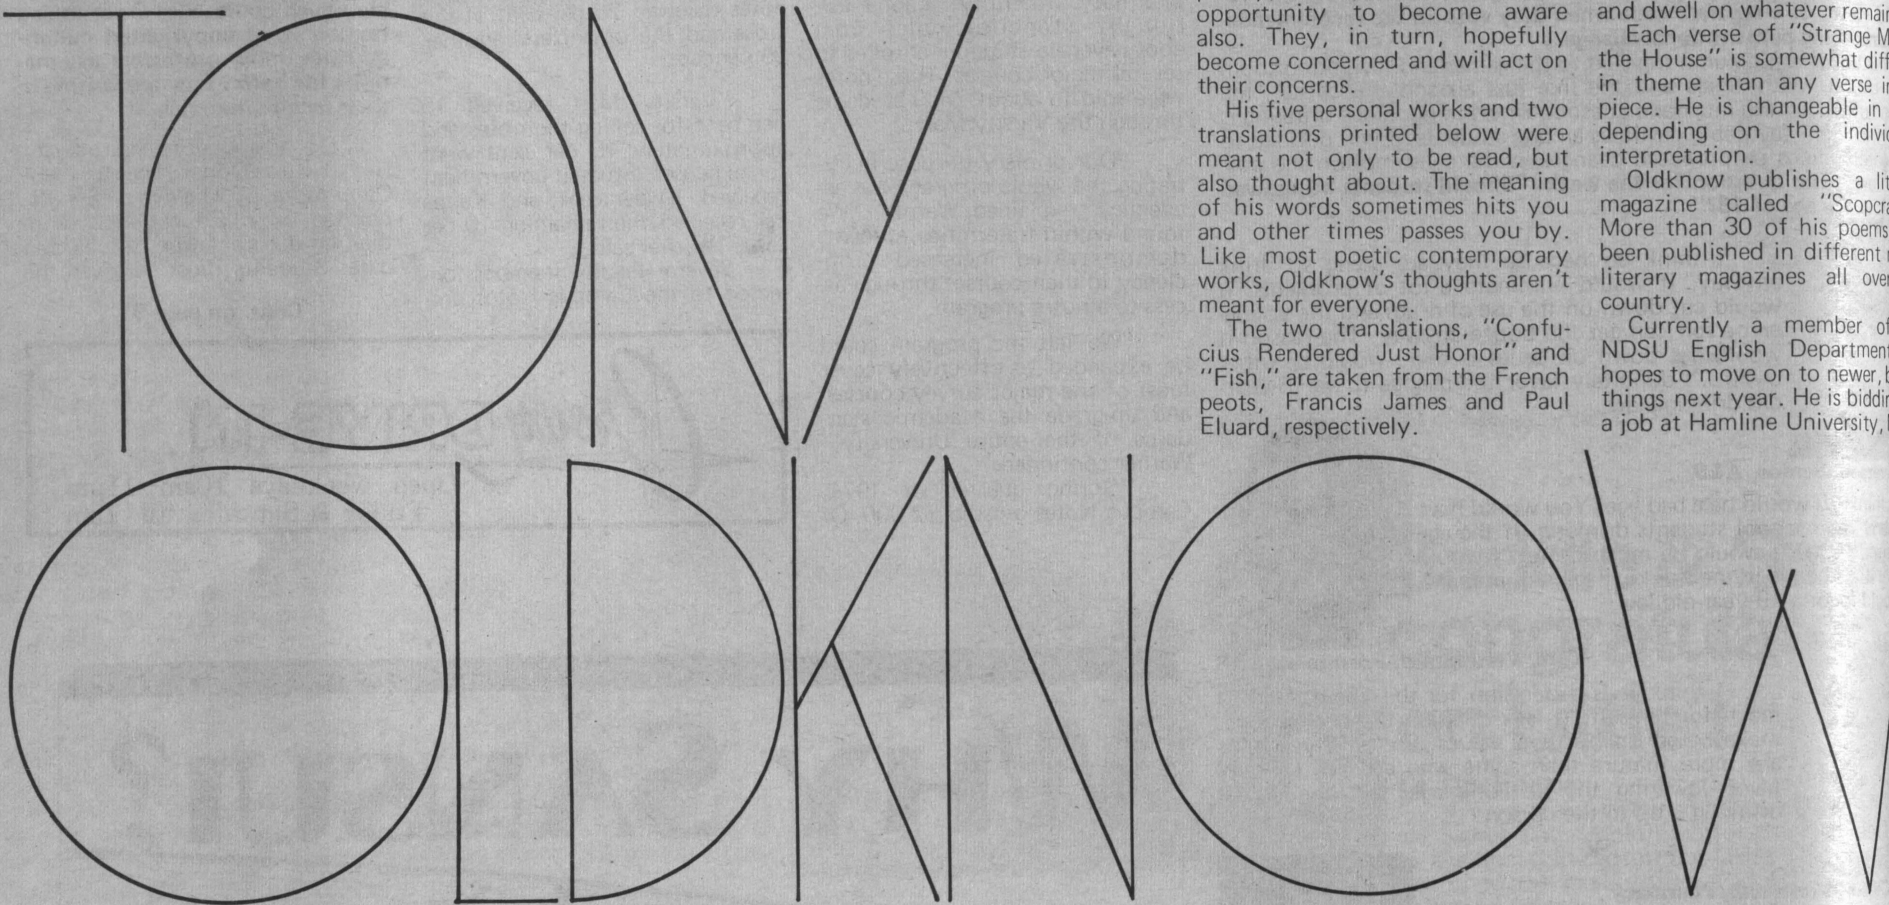 TONY
OLDKNOW
opportunity to become aware
also. They, in turn, hopefully
become concerned and will act on
their concerns.
His five personal works and two
translations printed below were
meant not only to be read, but
also thought about. The meaning
of his words sometimes hits you
and other times passes you by.
Like most poetic contemporary
works, Oldknow's thoughts aren't
meant for everyone.
The two translations, "Confu-
cius Rendered Just Honor" and
"Fish," are taken from the French
peots, Francis James and Paul
Eluard, respectively.
and dwell on whatever remain
Each verse of "Strange M
the House" is somewhat diff
in theme than any verse in
piece. He is changeable in
depending on the indivi
interpretation.
Oldknow publishes a lit
magazine called "Scopcra
More than 30 of his poems
been published in different
literary magazines all over
country.
Currently a member of
NDSU English Department
hopes to move on to newer,
things next year. He is biddin
a job at Hamline University,